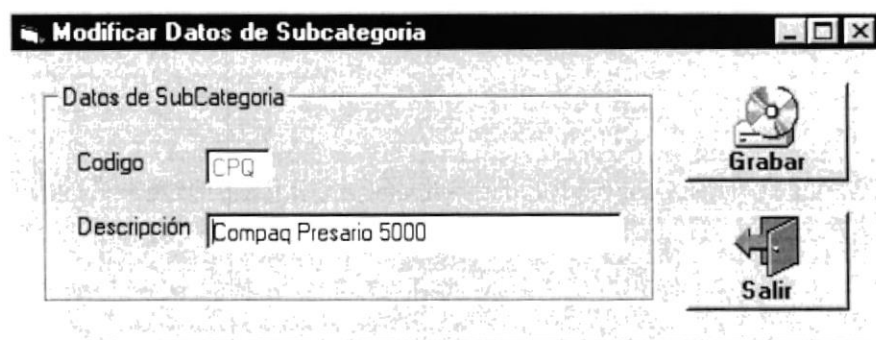 Modificar Datos de Subcategoria
Datos de SubCategoria
Codigo CPQ
Descripción Compaq Presario 5000
Grabar
Salir